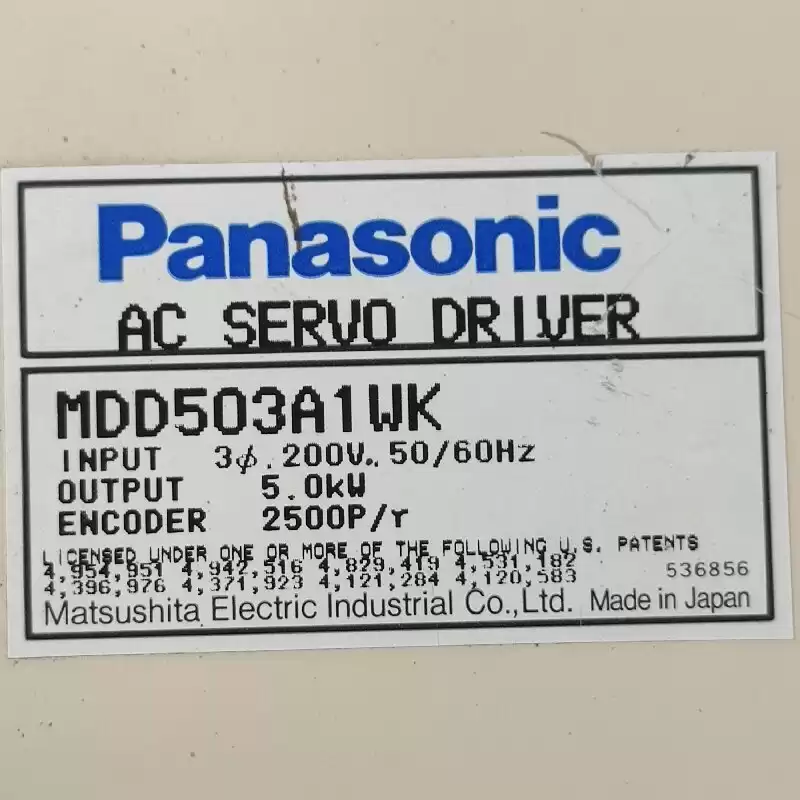 Panasonic
AC SERVO DRIVER
MDD503A1WK
INPUT 3ϕ. 200V. 50/60Hz
OUTPUT 5.0kW
ENCODER 2500P/r
LICENSED UNDER ONE OR MORE OF THE FOLLOWING U.S. PATENTS
4,954,951 4,942,516 4,829,419 4,531,182
4,396,976 4,371,923 4,121,284 4,120,583
536856
Matsushita Electric Industrial Co.,Ltd. Made in Japan